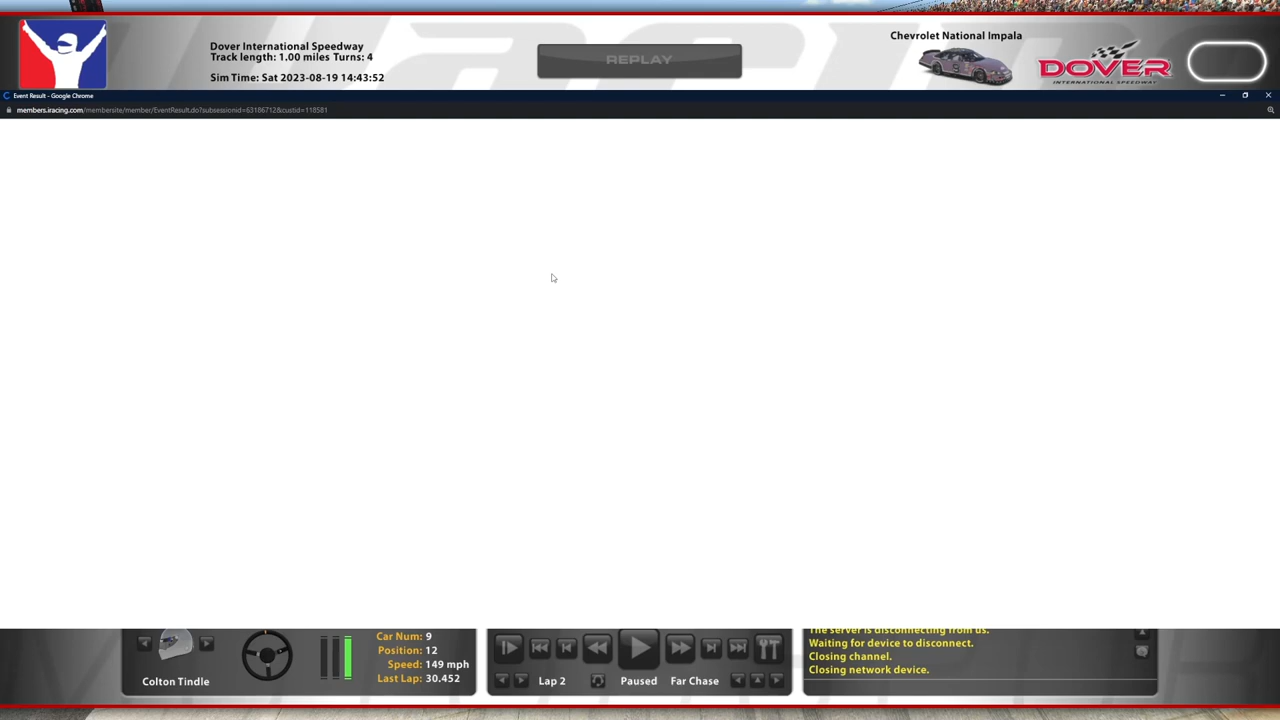 Dover International Speedway
Track length: 1.00 miles Turns: 4
Sim Time: Sat 2023-08-19 14:43:52
REPLAY
Chevrolet National Impala
DOVER
INTERNATIONAL SPEEDWAY
Event Result - Google Chrome
members.iracing.com/membersite/member/EventResult.do?subsessionid=63186712&custid=118581
Colton Tindle
Car Num: 9
Position: 12
Speed: 149 mph
Last Lap: 30.452
Lap 2
Paused
Far Chase
The server is disconnecting from us.
Waiting for device to disconnect.
Closing channel.
Closing network device.